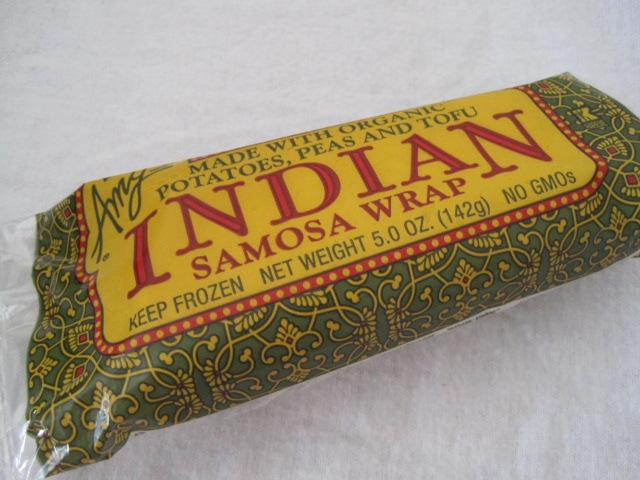 MADE WITH ORGANIC
POTATOES, PEAS AND TOFU
INDIAN
SAMOSA WRAP
KEEP FROZEN NET WEIGHT 5.0 OZ. (142g) NO GMOs